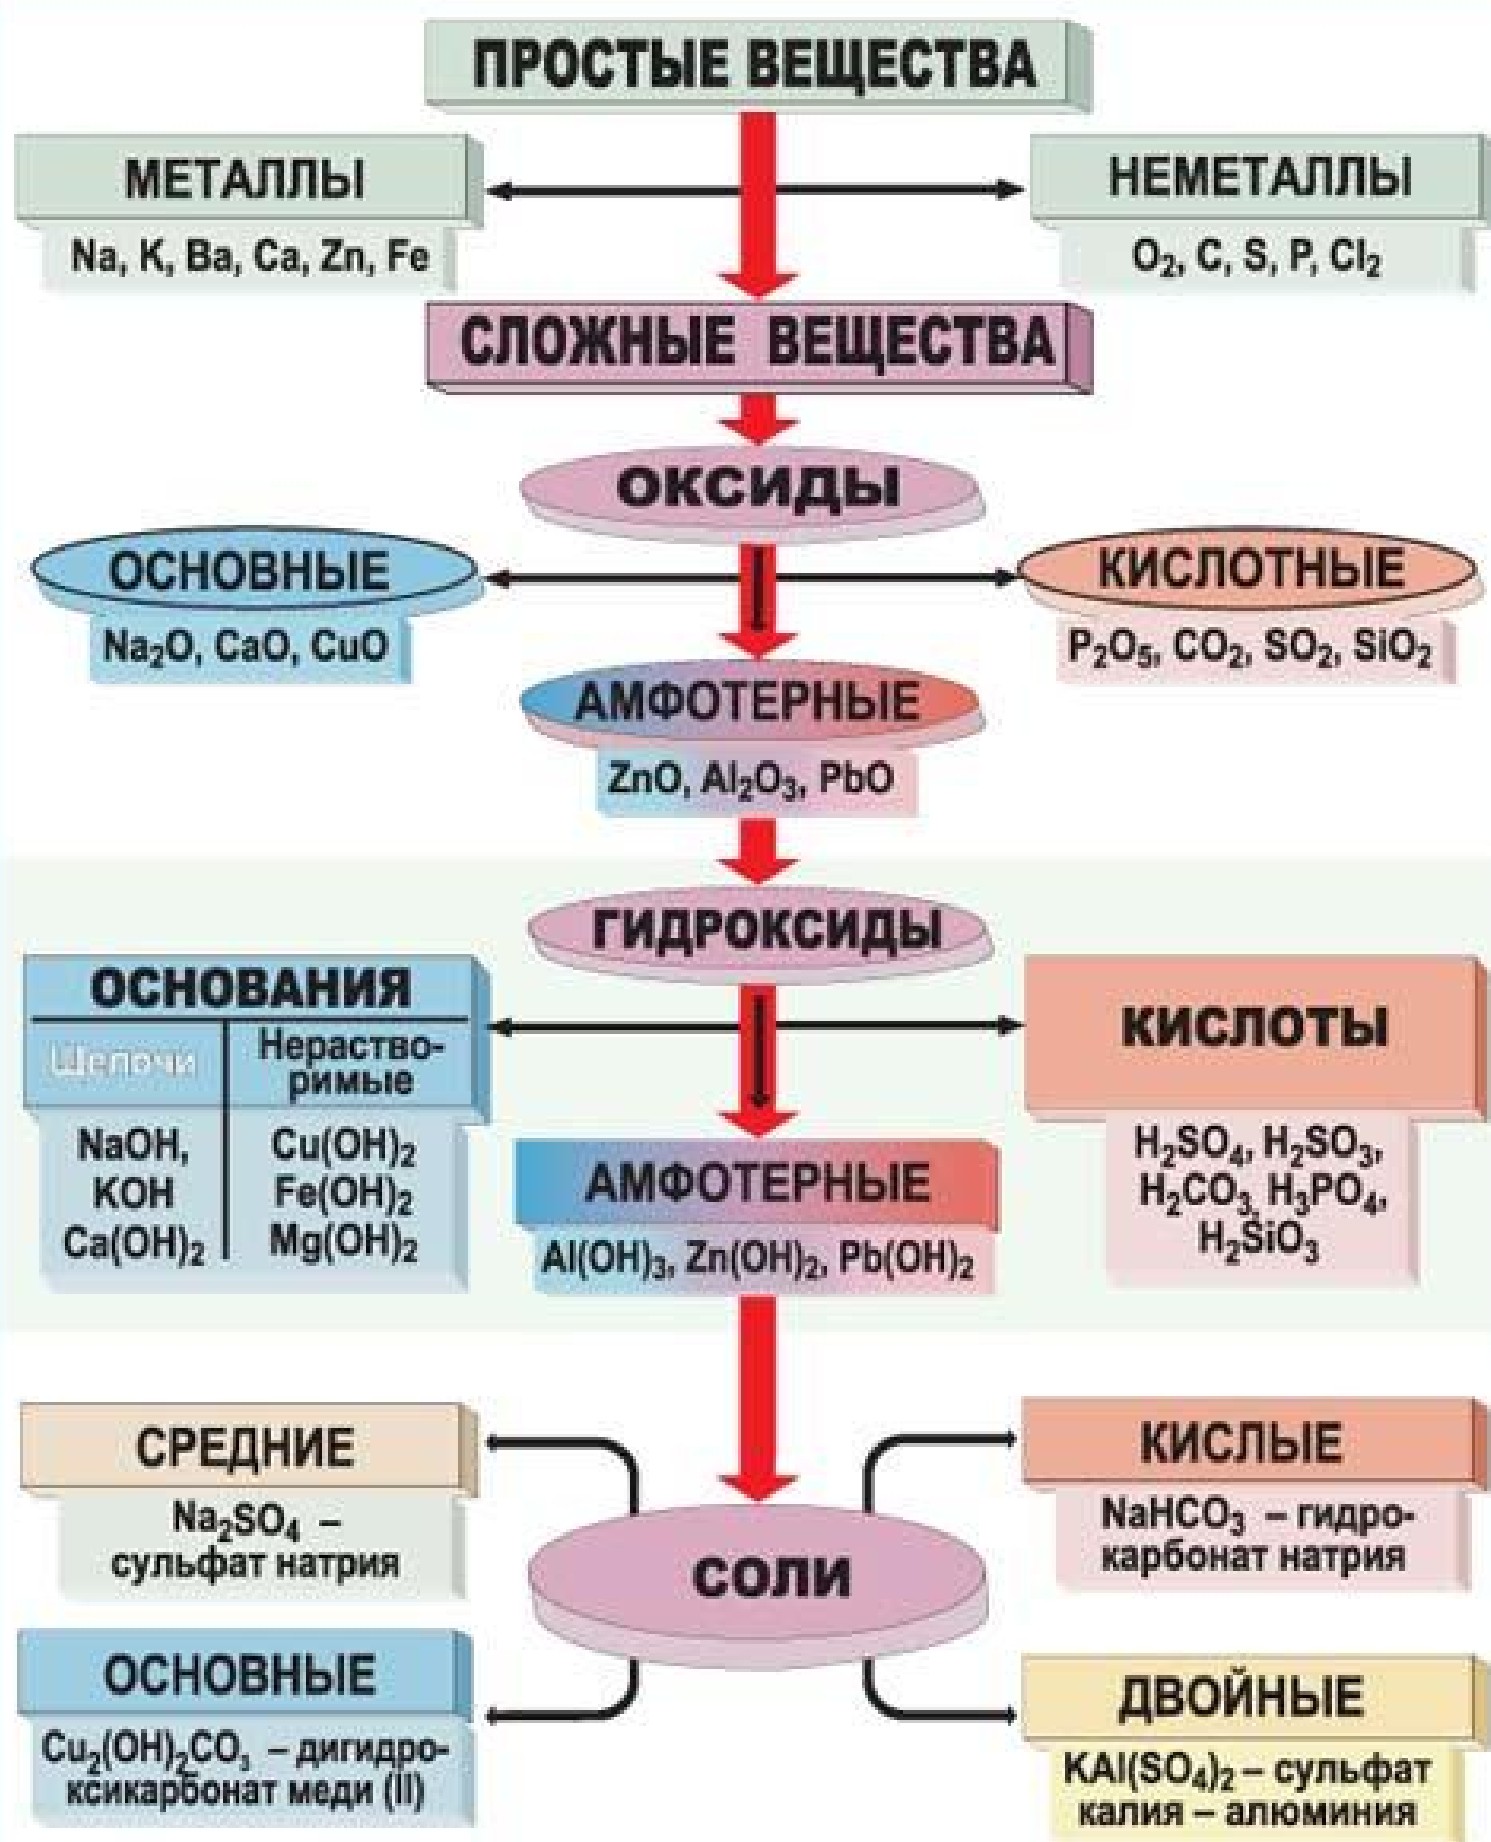 ПРОСТЫЕ ВЕЩЕСТВА
МЕТАЛЛЫ
Na, K, Ba, Ca, Zn, Fe
НЕМЕТАЛЛЫ
O₂, C, S, P, Cl₂
СЛОЖНЫЕ ВЕЩЕСТВА
ОКСИДЫ
ОСНОВНЫЕ
Na₂O, CaO, CuO
КИСЛОТНЫЕ
P₂O₅, CO₂, SO₂, SiO₂
АМФОТЕРНЫЕ
ZnO, Al₂O₃, PbO
ГИДРОКСИДЫ
ОСНОВАНИЯ
Щелочи
NaOH,
KOH
Ca(OH)₂
Нераство-
римые
Cu(OH)₂
Fe(OH)₂
Mg(OH)₂
КИСЛОТЫ
H₂SO₄, H₂SO₃,
H₂CO₃, H₃PO₄,
H₂SiO₃
АМФОТЕРНЫЕ
Al(OH)₃, Zn(OH)₂, Pb(OH)₂
СОЛИ
СРЕДНИЕ
Na₂SO₄ –
сульфат натрия
КИСЛЫЕ
NaHCO₃ – гидро-
карбонат натрия
ОСНОВНЫЕ
Cu₂(OH)₂CO₃ – дигидро-
ксикарбонат меди (II)
ДВОЙНЫЕ
KAl(SO₄)₂ – сульфат
калия – алюминия